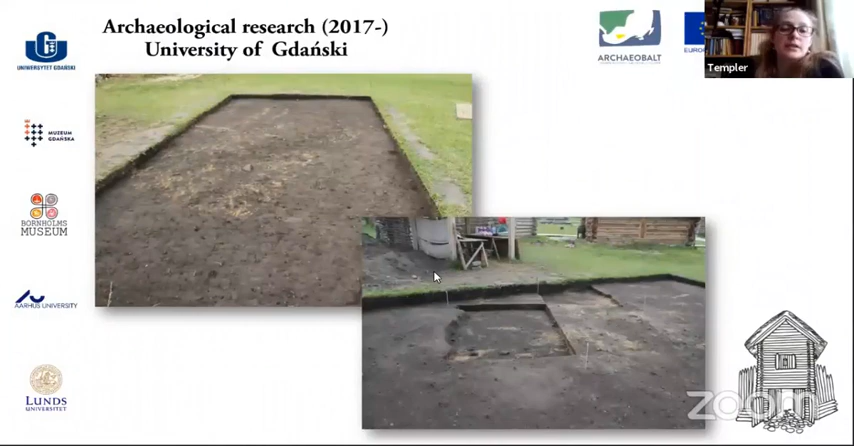 Archaeological research (2017-)
University of Gdański
UNIWERSYTET GDAŃSKI
ARCHAEOBALT
EURO
Templer
MUZEUM
GDAŃSKA
BORNHOLMS
MUSEUM
AARHUS UNIVERSITY
LUNDS
UNIVERSITET
zoom